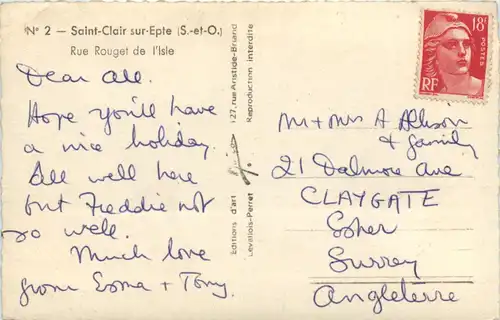 N° 2 - Saint-Clair sur-Epte (S.-et-O.)
Rue Rouget de l'Isle
Dear all.
Hope you'll have
a nice holiday.
All well here
but Freddie not
so well.
Much love
from Esma + Tony.
Editions d'art
Levallois-Perret
127, rue Aristide-Briand
Reproduction interdite
18F
POSTES
RF
Mr + Mrs A Allison
+ family
21 Dalmore Ave
CLAYGATE
Esher
Surrey
Angleterre